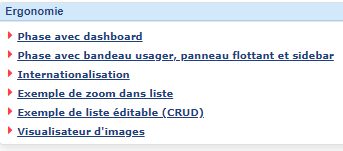 Ergonomie
Phase avec dashboard
Phase avec bandeau usager, panneau flottant et sidebar
Internationalisation
Exemple de zoom dans liste
Exemple de liste éditable (CRUD)
Visualisateur d'images